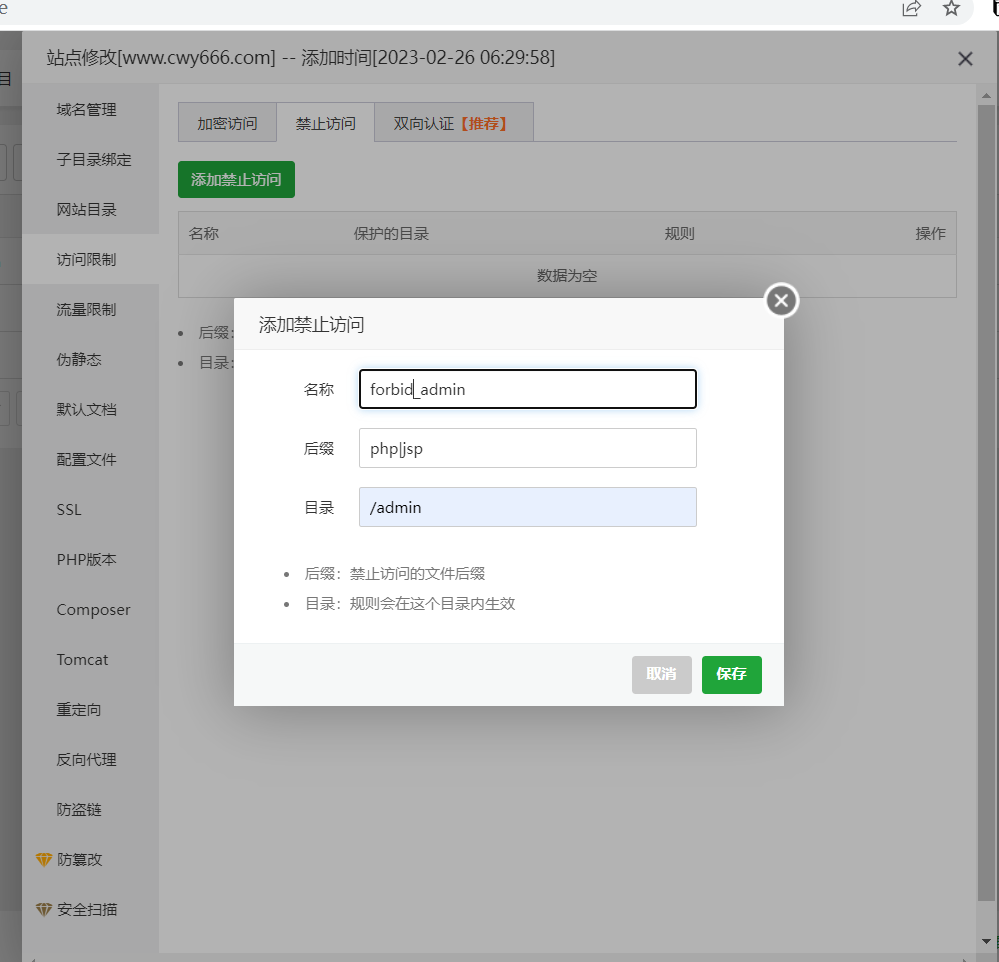 站点修改[www.cwy666.com] -- 添加时间[2023-02-26 06:29:58]
域名管理
子目录绑定
网站目录
访问限制
流量限制
伪静态
默认文档
配置文件
SSL
PHP版本
Composer
Tomcat
重定向
反向代理
防盗链
防篡改
安全扫描
加密访问 禁止访问 双向认证【推荐】
添加禁止访问
名称 保护的目录 规则 操作
数据为空
后缀:
目录:
添加禁止访问
名称 forbid_admin
后缀 php|jsp
目录 /admin
后缀：禁止访问的文件后缀
目录：规则会在这个目录内生效
取消 保存